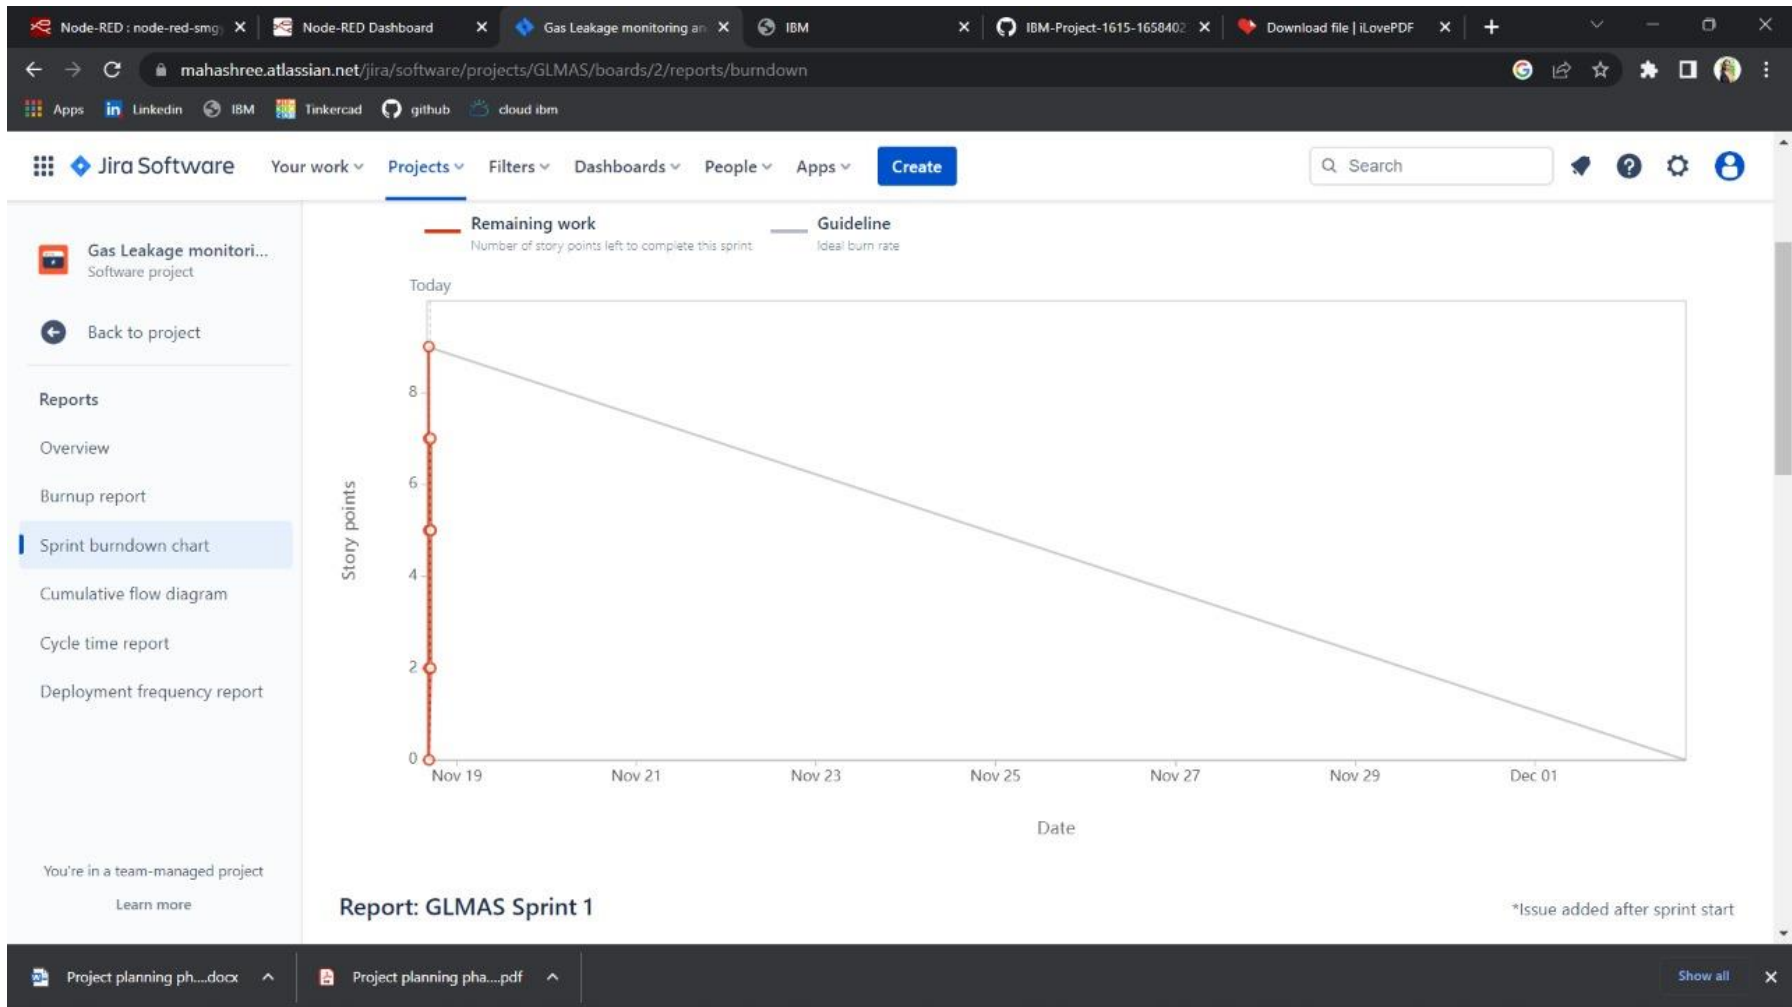 Node-RED : node-red-smg
Node-RED Dashboard
Gas Leakage monitoring an
IBM
IBM-Project-1615-1658402
Download file | iLovePDF
mahashree.atlassian.net/jira/software/projects/GLMAS/boards/2/reports/burndown
Apps
Linkedin
IBM
Tinkercad
github
cloud ibm
Jira Software
Your work
Projects
Filters
Dashboards
People
Apps
Create
Search
Gas Leakage monitori...
Software project
Back to project
Reports
Overview
Burnup report
Sprint burndown chart
Cumulative flow diagram
Cycle time report
Deployment frequency report
You're in a team-managed project
Learn more
Remaining work
Number of story points left to complete this sprint
Guideline
Ideal burn rate
Today
Story points
8
6
4
2
0
Nov 19 Nov 21 Nov 23 Nov 25 Nov 27 Nov 29 Dec 01
Date
Report: GLMAS Sprint 1
*Issue added after sprint start
Project planning ph....docx
Project planning pha....pdf
Show all